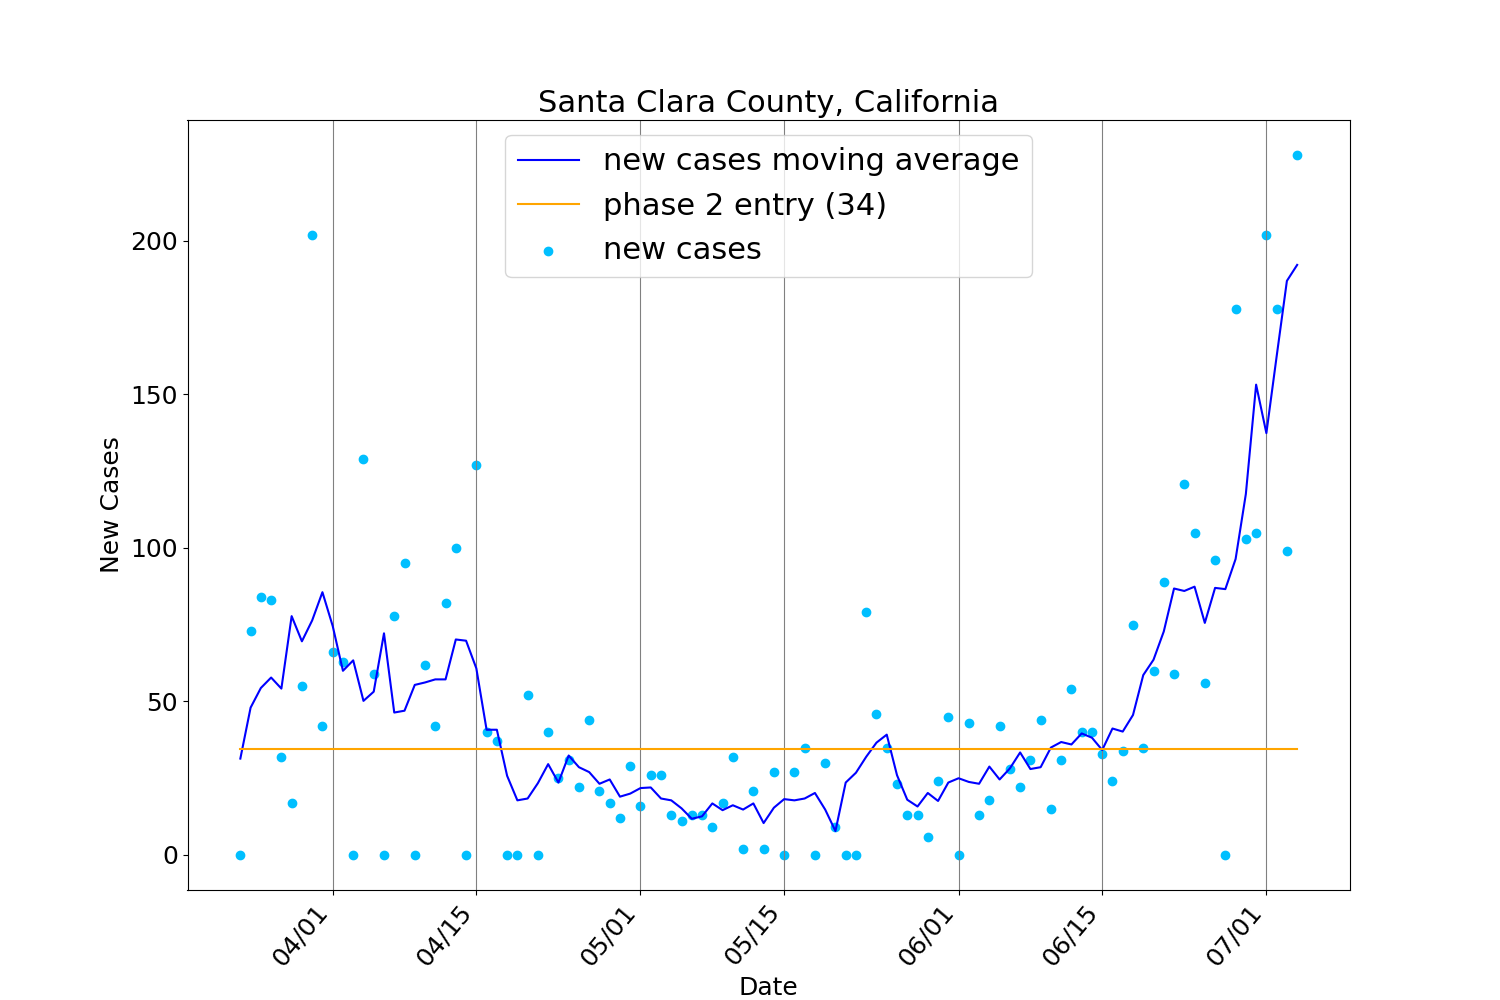 Santa Clara County, California
new cases moving average
phase 2 entry (34)
new cases
New Cases
200
150
100
50
0
04/01
04/15
05/01
05/15
06/01
06/15
07/01
Date